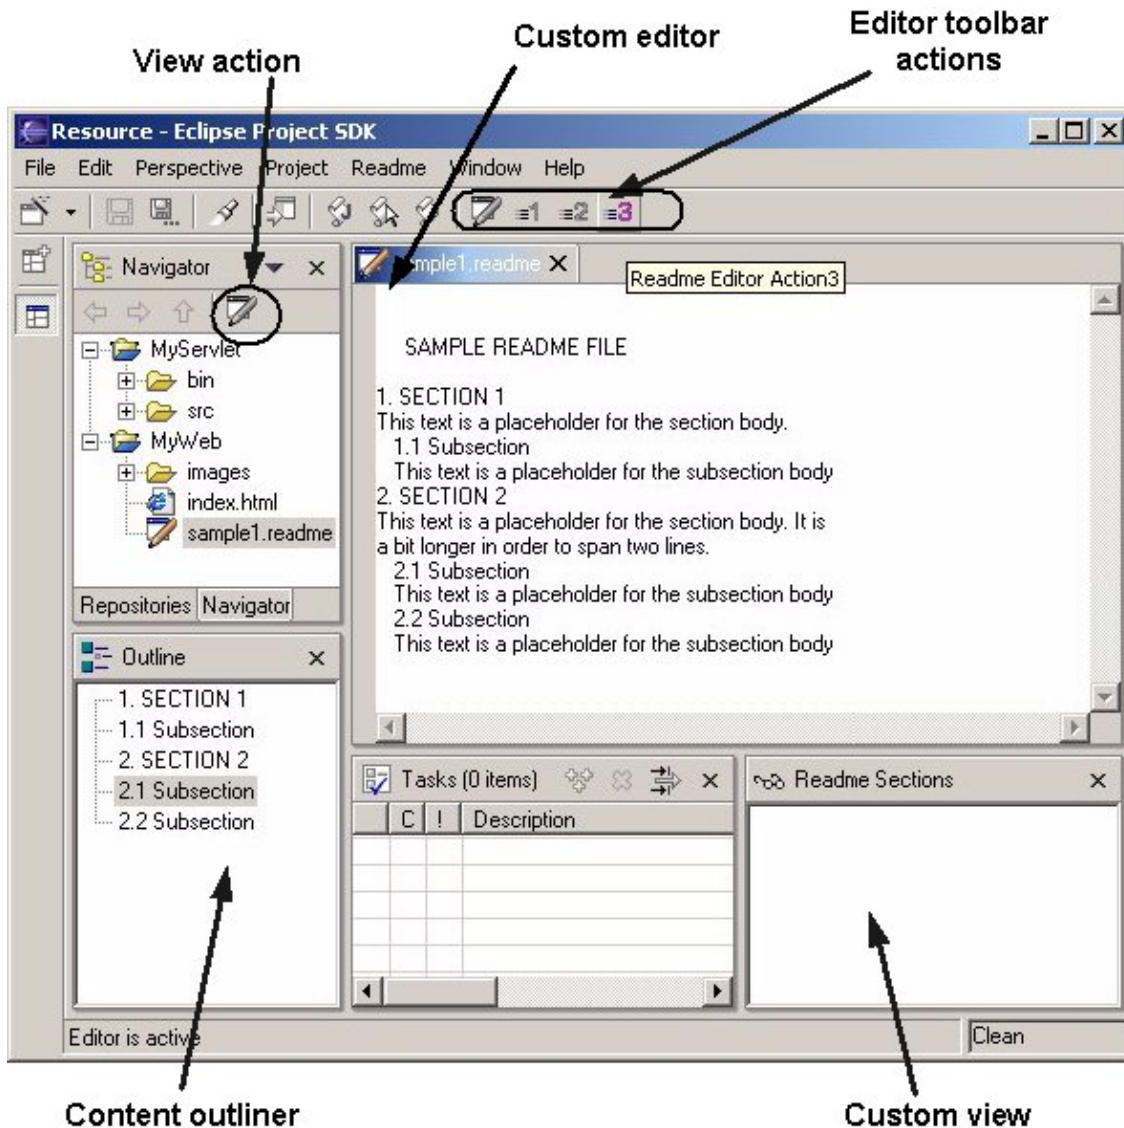 Custom editor
Editor toolbar
actions
View action
Resource - Eclipse Project SDK
File Edit Perspective Project Readme Window Help
≡1 ≡2 ≡3
Navigator
sample1.readme
Readme Editor Action3
MyServlet
bin
src
MyWeb
images
index.html
sample1.readme
Repositories Navigator
SAMPLE README FILE
1. SECTION 1
This text is a placeholder for the section body.
1.1 Subsection
This text is a placeholder for the subsection body
2. SECTION 2
This text is a placeholder for the section body. It is
a bit longer in order to span two lines.
2.1 Subsection
This text is a placeholder for the subsection body
2.2 Subsection
This text is a placeholder for the subsection body
Outline
1. SECTION 1
1.1 Subsection
2. SECTION 2
2.1 Subsection
2.2 Subsection
Tasks (0 items)
C ! Description
Readme Sections
Editor is active
Clean
Content outliner
Custom view